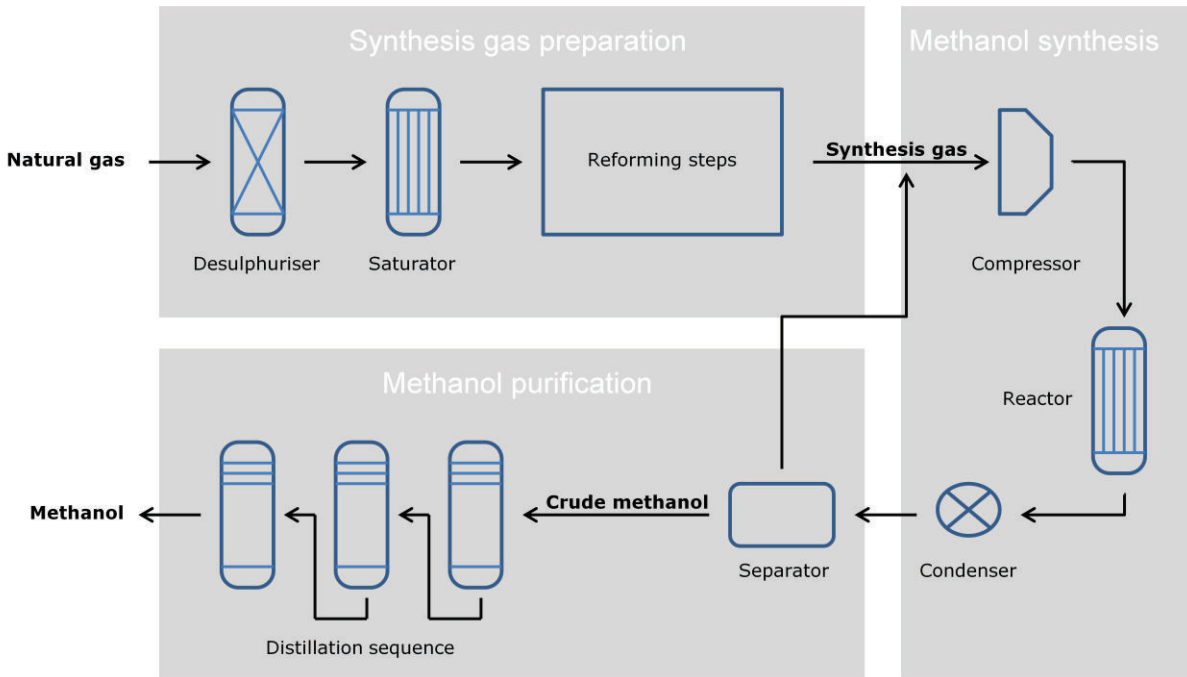 Synthesis gas preparation
Methanol synthesis
Natural gas
Reforming steps
Synthesis gas
Desulphuriser
Saturator
Compressor
Methanol purification
Reactor
Methanol
Crude methanol
Separator
Condenser
Distillation sequence